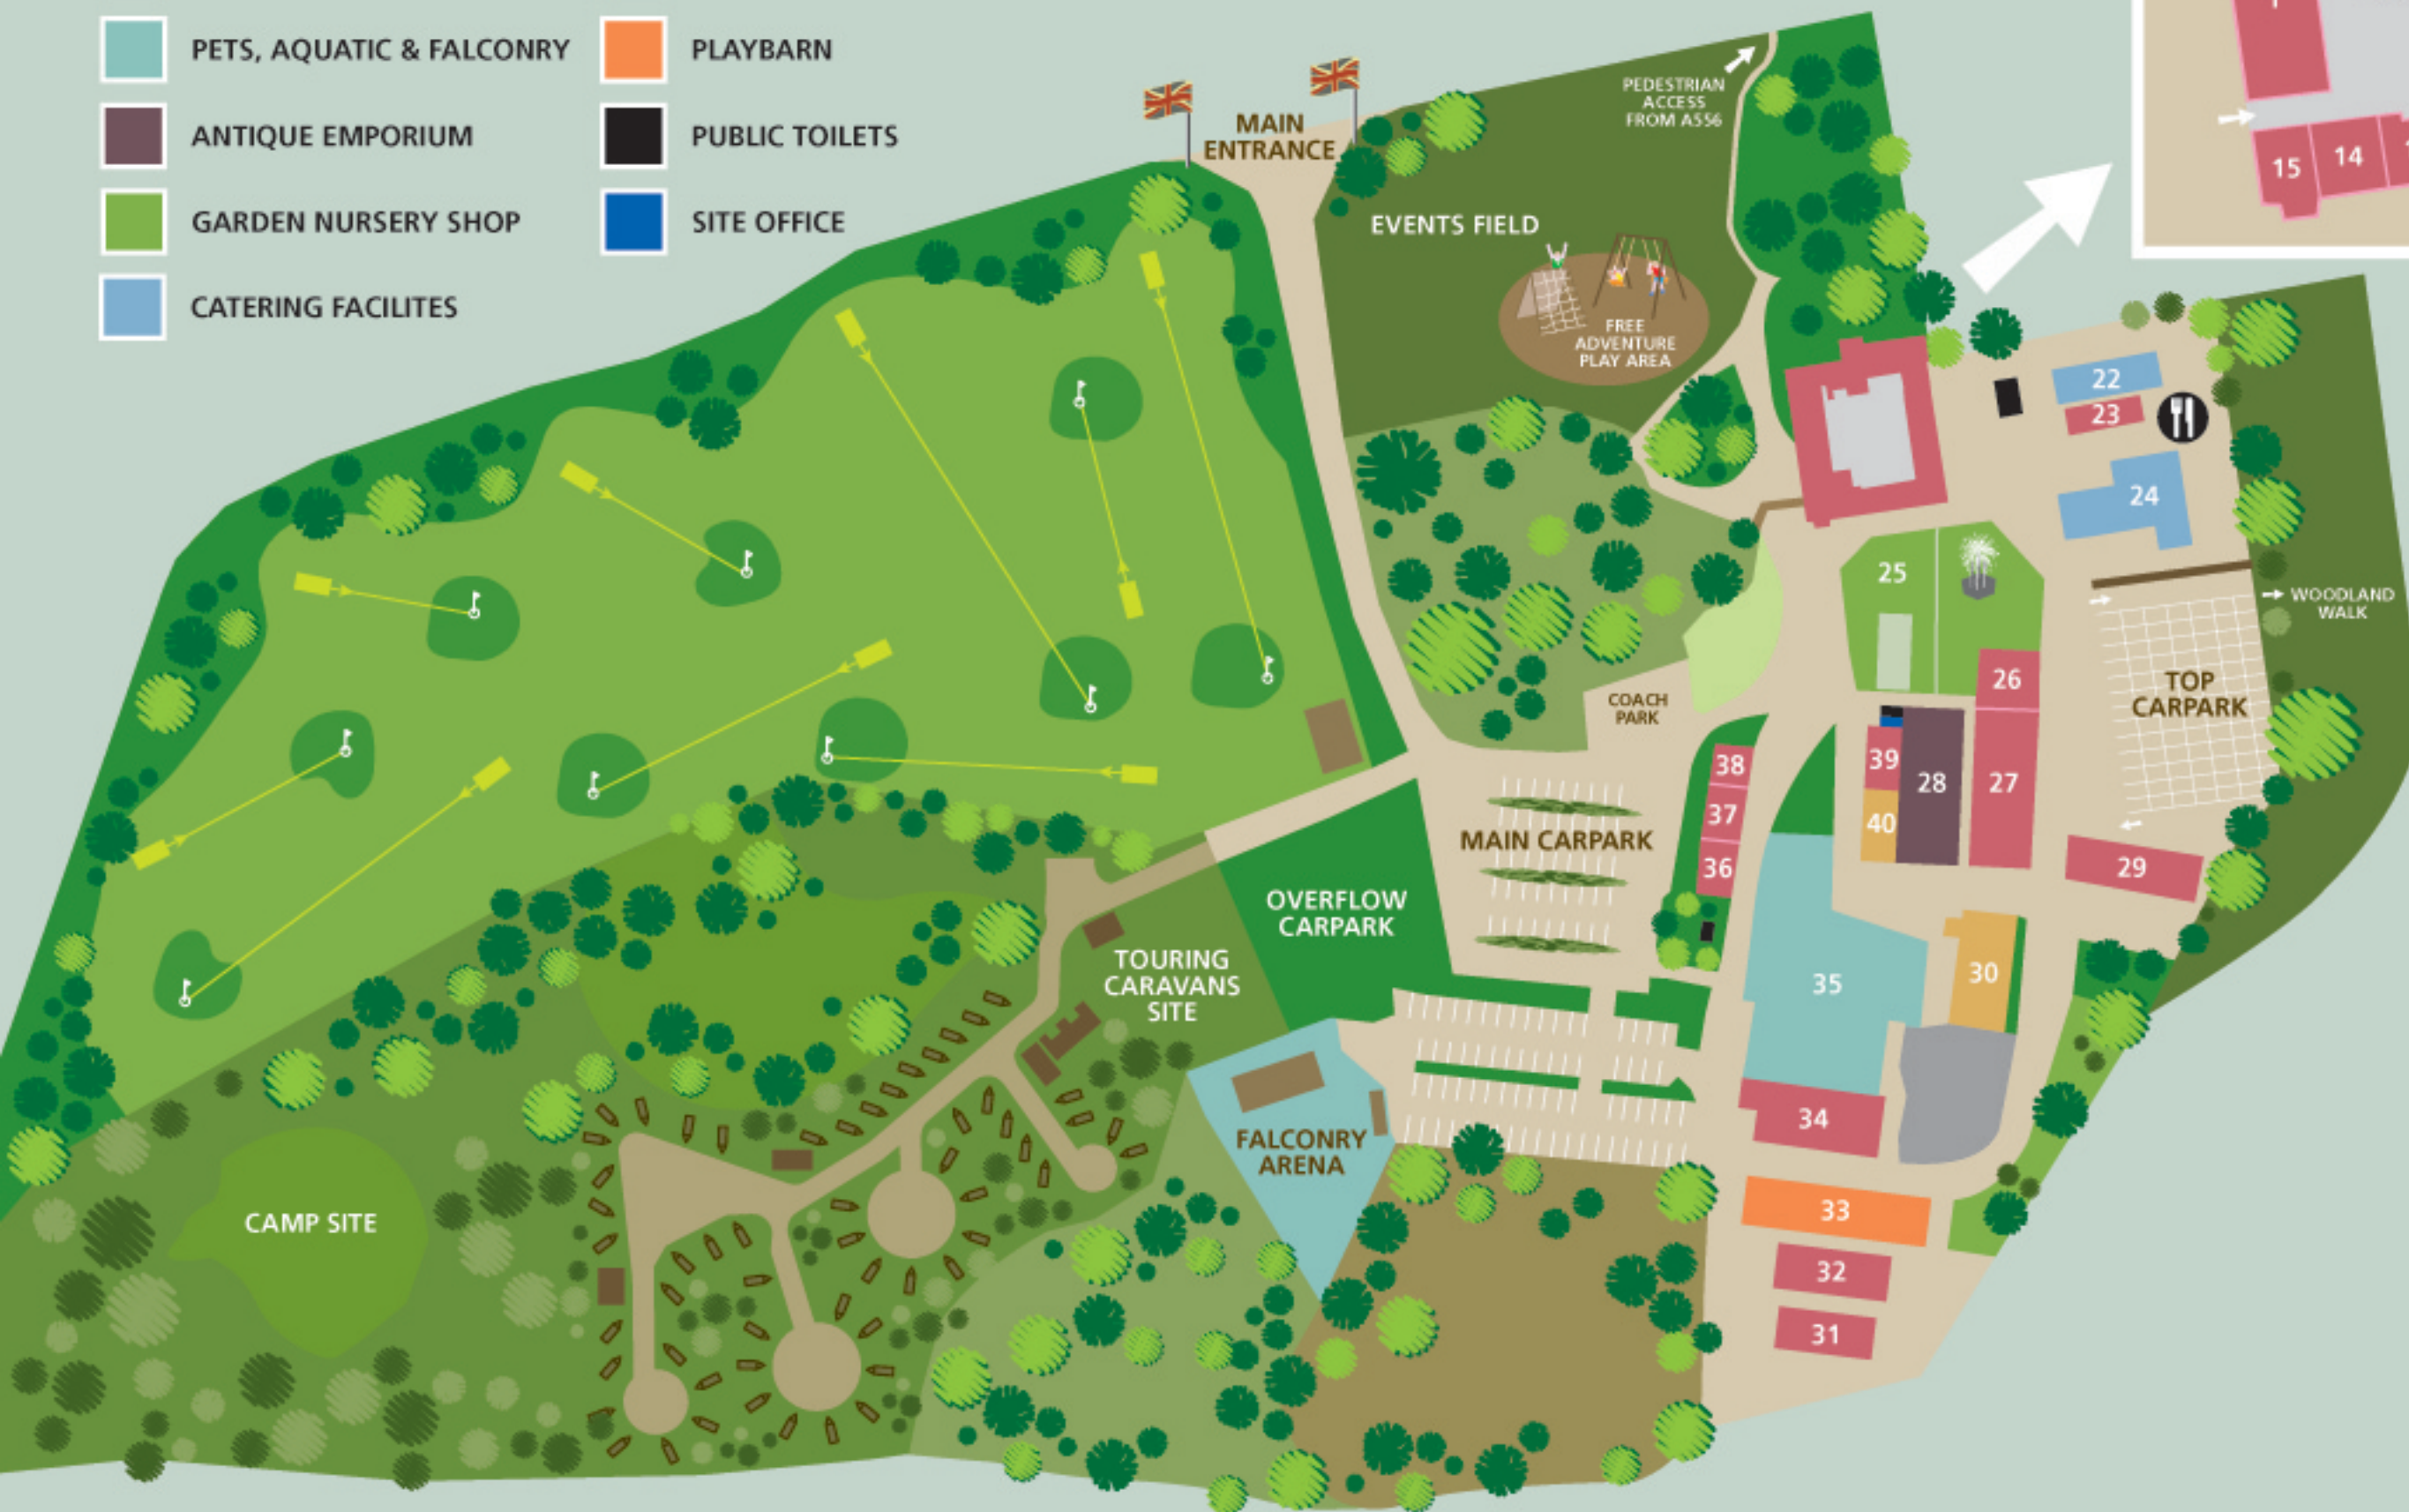 PETS, AQUATIC & FALCONRY
PLAYBARN
ANTIQUE EMPORIUM
PUBLIC TOILETS
GARDEN NURSERY SHOP
SITE OFFICE
CATERING FACILITES
MAIN
ENTRANCE
PEDESTRIAN
ACCESS
FROM A556
EVENTS FIELD
FREE
ADVENTURE
PLAY AREA
15
14
22
23
24
25
WOODLAND
WALK
26
TOP
CARPARK
COACH
PARK
38
39
28
27
37
40
MAIN CARPARK
36
29
OVERFLOW
CARPARK
TOURING
CARAVANS
SITE
35
30
34
FALCONRY
ARENA
CAMP SITE
33
32
31